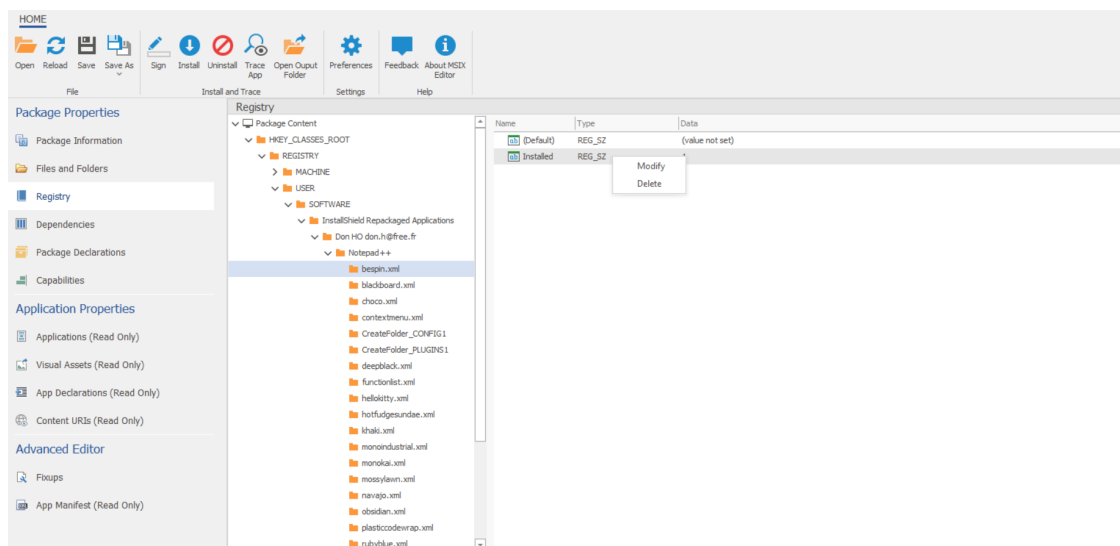 HOME
Open Reload Save Save As Sign Install Uninstall Trace App Open Ouput Folder Preferences Feedback About MSIX Editor
File Install and Trace Settings Help
Package Properties
Package Information
Files and Folders
Registry
Dependencies
Package Declarations
Capabilities
Application Properties
Applications (Read Only)
Visual Assets (Read Only)
App Declarations (Read Only)
Content URIs (Read Only)
Advanced Editor
Fixups
App Manifest (Read Only)
Registry
Package Content
HKEY_CLASSES_ROOT
REGISTRY
MACHINE
USER
SOFTWARE
InstallShield Repackaged Applications
Don HO don.h@free.fr
Notepad++
bespin.xml
blackboard.xml
choco.xml
contextmenu.xml
CreateFolder_CONFIG1
CreateFolder_PLUGINS1
deepblack.xml
functionlist.xml
hellokitty.xml
hotfudgesundae.xml
khaki.xml
monoindustrial.xml
monokai.xml
mossylawn.xml
navajo.xml
obsidian.xml
plasticcodewrap.xml
rubyblue.xml
Name Type Data
ab (Default) REG_SZ (value not set)
ab Installed REG_SZ
Modify
Delete